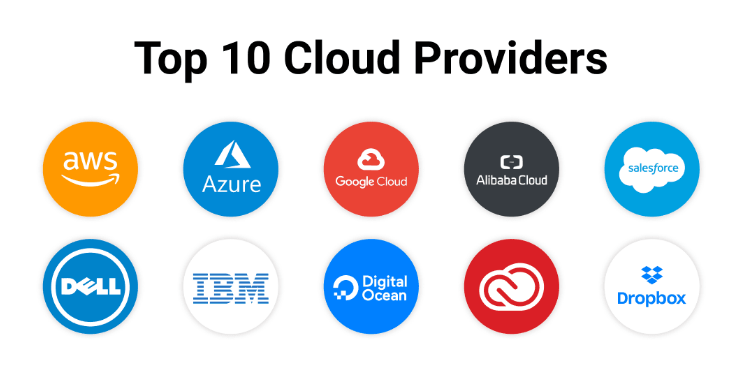 Top 10 Cloud Providers
aws
Azure
Google Cloud
Alibaba Cloud
salesforce
DELL
IBM
Digital
Ocean
Dropbox